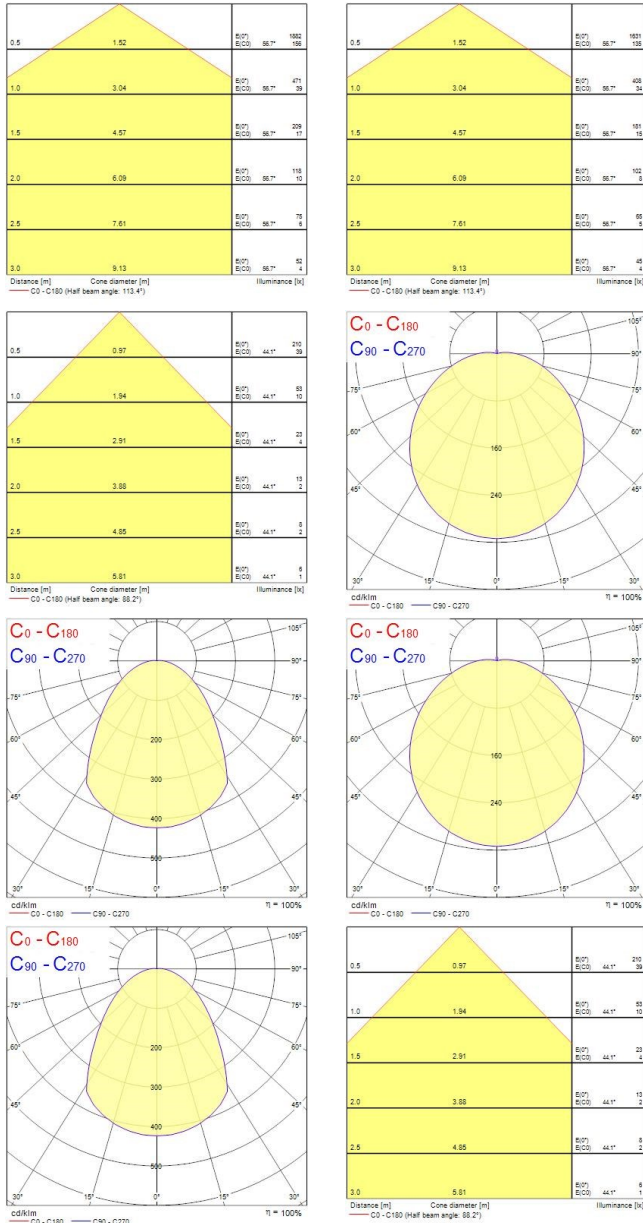 0.5 1.52 E(0°) 1882
E(C0) 56.7° 156
1.0 3.04 E(0°) 471
E(C0) 56.7° 39
1.5 4.57 E(0°) 209
E(C0) 56.7° 17
2.0 6.09 E(0°) 118
E(C0) 56.7° 10
2.5 7.61 E(0°) 75
E(C0) 56.7° 6
3.0 9.13 E(0°) 52
E(C0) 56.7° 4
Distance [m] Cone diameter [m] Illuminance [lx]
C0 - C180 (Half beam angle: 113.4°)
0.5 1.52 E(0°) 1631
E(C0) 56.7° 135
1.0 3.04 E(0°) 408
E(C0) 56.7° 34
1.5 4.57 E(0°) 181
E(C0) 56.7° 15
2.0 6.09 E(0°) 102
E(C0) 56.7° 8
2.5 7.61 E(0°)
E(C0) 56.7° 5
3.0 9.13 E(0°) 45
E(C0) 56.7° 4
Distance [m] Cone diameter [m] Illuminance [lx]
C0 - C180 (Half beam angle: 113.4°)
0.5 0.97 E(0°) 210
E(C0) 44.1° 39
1.0 1.94 E(0°) 53
E(C0) 44.1° 10
1.5 2.91 E(0°) 23
E(C0) 44.1° 4
2.0 3.88 E(0°) 13
E(C0) 44.1° 2
2.5 4.85 E(0°) 8
E(C0) 44.1° 2
3.0 5.81 E(0°) 6
E(C0) 44.1° 1
Distance [m] Cone diameter [m] Illuminance [lx]
C0 - C180 (Half beam angle: 88.2°)
C0 - C180
C90 - C270
105°
90°
75° 75°
60° 60°
160
45° 45°
240
30° 15° 0° 15° 30°
cd/klm η = 100%
C0 - C180 C90 - C270
C0 - C180
C90 - C270
105°
90°
75° 75°
60° 60°
200
300
45° 45°
400
500
30° 15° 0° 15° 30°
cd/klm η = 100%
C0 - C180 C90 - C270
C0 - C180
C90 - C270
105°
90°
75° 75°
60° 60°
160
45° 45°
240
30° 15° 0° 15° 30°
cd/klm η = 100%
C0 - C180 C90 - C270
C0 - C180
C90 - C270
105°
90°
75° 75°
60° 60°
200
300
45° 45°
400
500
30° 15° 0° 15° 30°
cd/klm η = 100%
C0 - C180 C90 - C270
0.5 0.97 E(0°) 210
E(C0) 44.1° 39
1.0 1.94 E(0°) 53
E(C0) 44.1° 10
1.5 2.91 E(0°) 23
E(C0) 44.1° 4
2.0 3.88 E(0°) 13
E(C0) 44.1° 2
2.5 4.85 E(0°) 8
E(C0) 44.1° 2
3.0 5.81 E(0°) 6
E(C0) 44.1° 1
Distance [m] Cone diameter [m] Illuminance [lx]
C0 - C180 (Half beam angle: 88.2°)